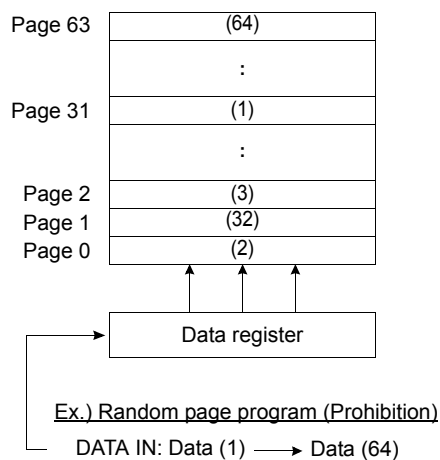 Page 63 (64)
:
Page 31 (1)
:
Page 2 (3)
Page 1 (32)
Page 0 (2)
Data register
Ex.) Random page program (Prohibition)
DATA IN: Data (1) Data (64)